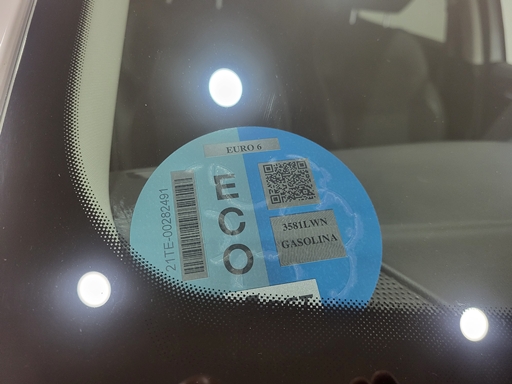 EURO 6
ECO
21TE-00282491
3581LWN
GASOLINA